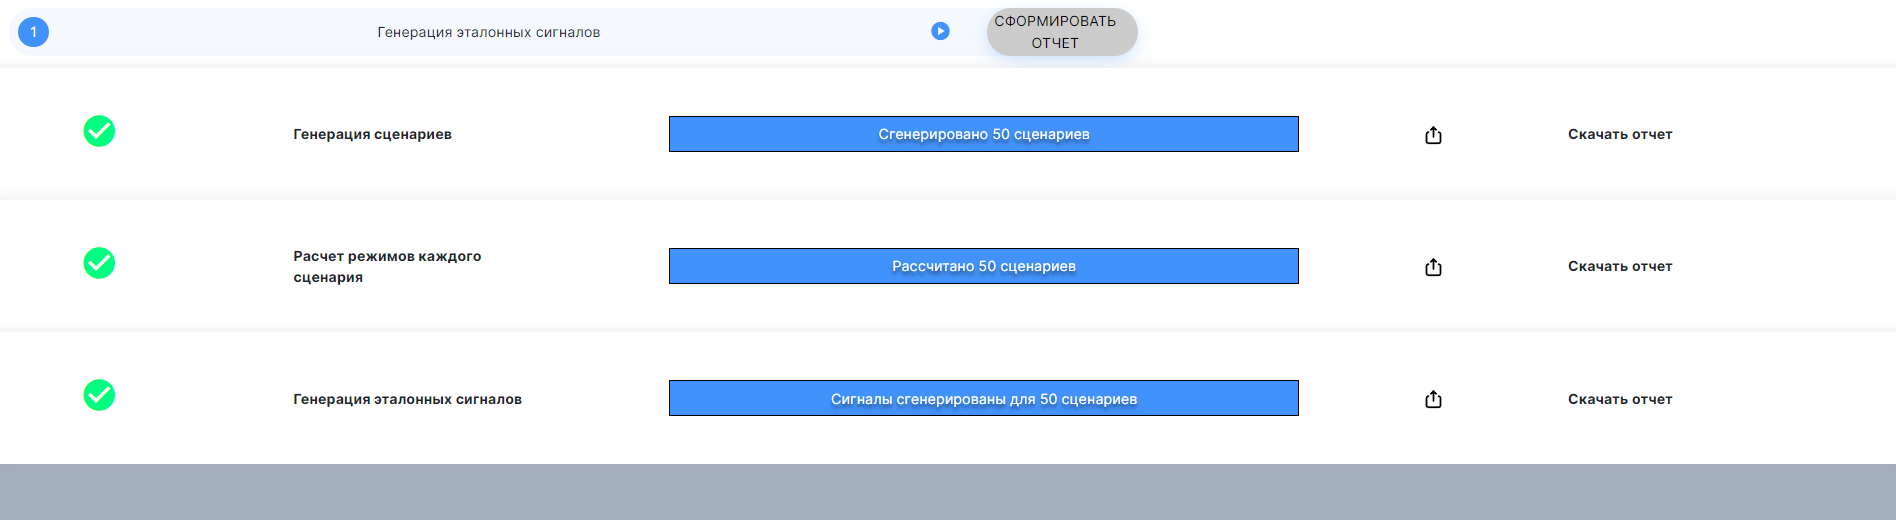 1
Генерация эталонных сигналов
СФОРМИРОВАТЬ
ОТЧЕТ
Генерация сценариев
Сгенерировано 50 сценариев
Скачать отчет
Расчет режимов каждого
сценария
Рассчитано 50 сценариев
Скачать отчет
Генерация эталонных сигналов
Сигналы сгенерированы для 50 сценариев
Скачать отчет